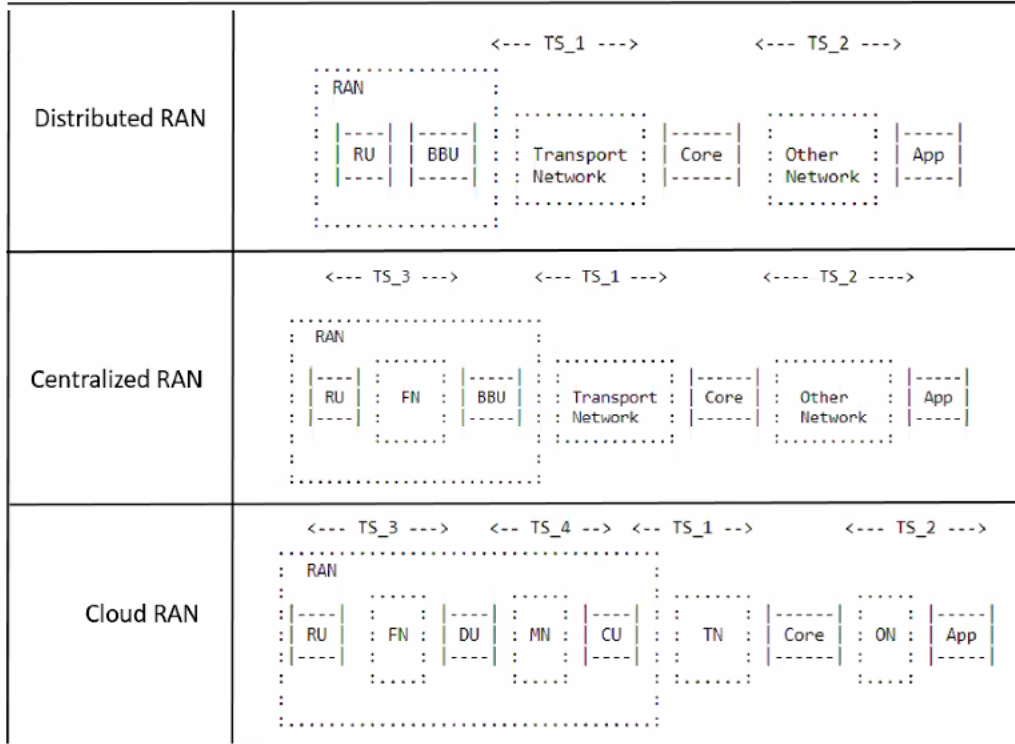 Distributed RAN
<--- TS_1 ---> <--- TS_2 --->
RAN
RU BBU Transport Network Core Other Network App
Centralized RAN
<--- TS_3 ---> <--- TS_1 ---> <---- TS_2 ---->
RAN
RU FN BBU Transport Network Core Other Network App
Cloud RAN
<--- TS_3 ---> <-- TS_4 --> <-- TS_1 --> <--- TS_2 --->
RAN
RU FN DU MN CU TN Core ON App